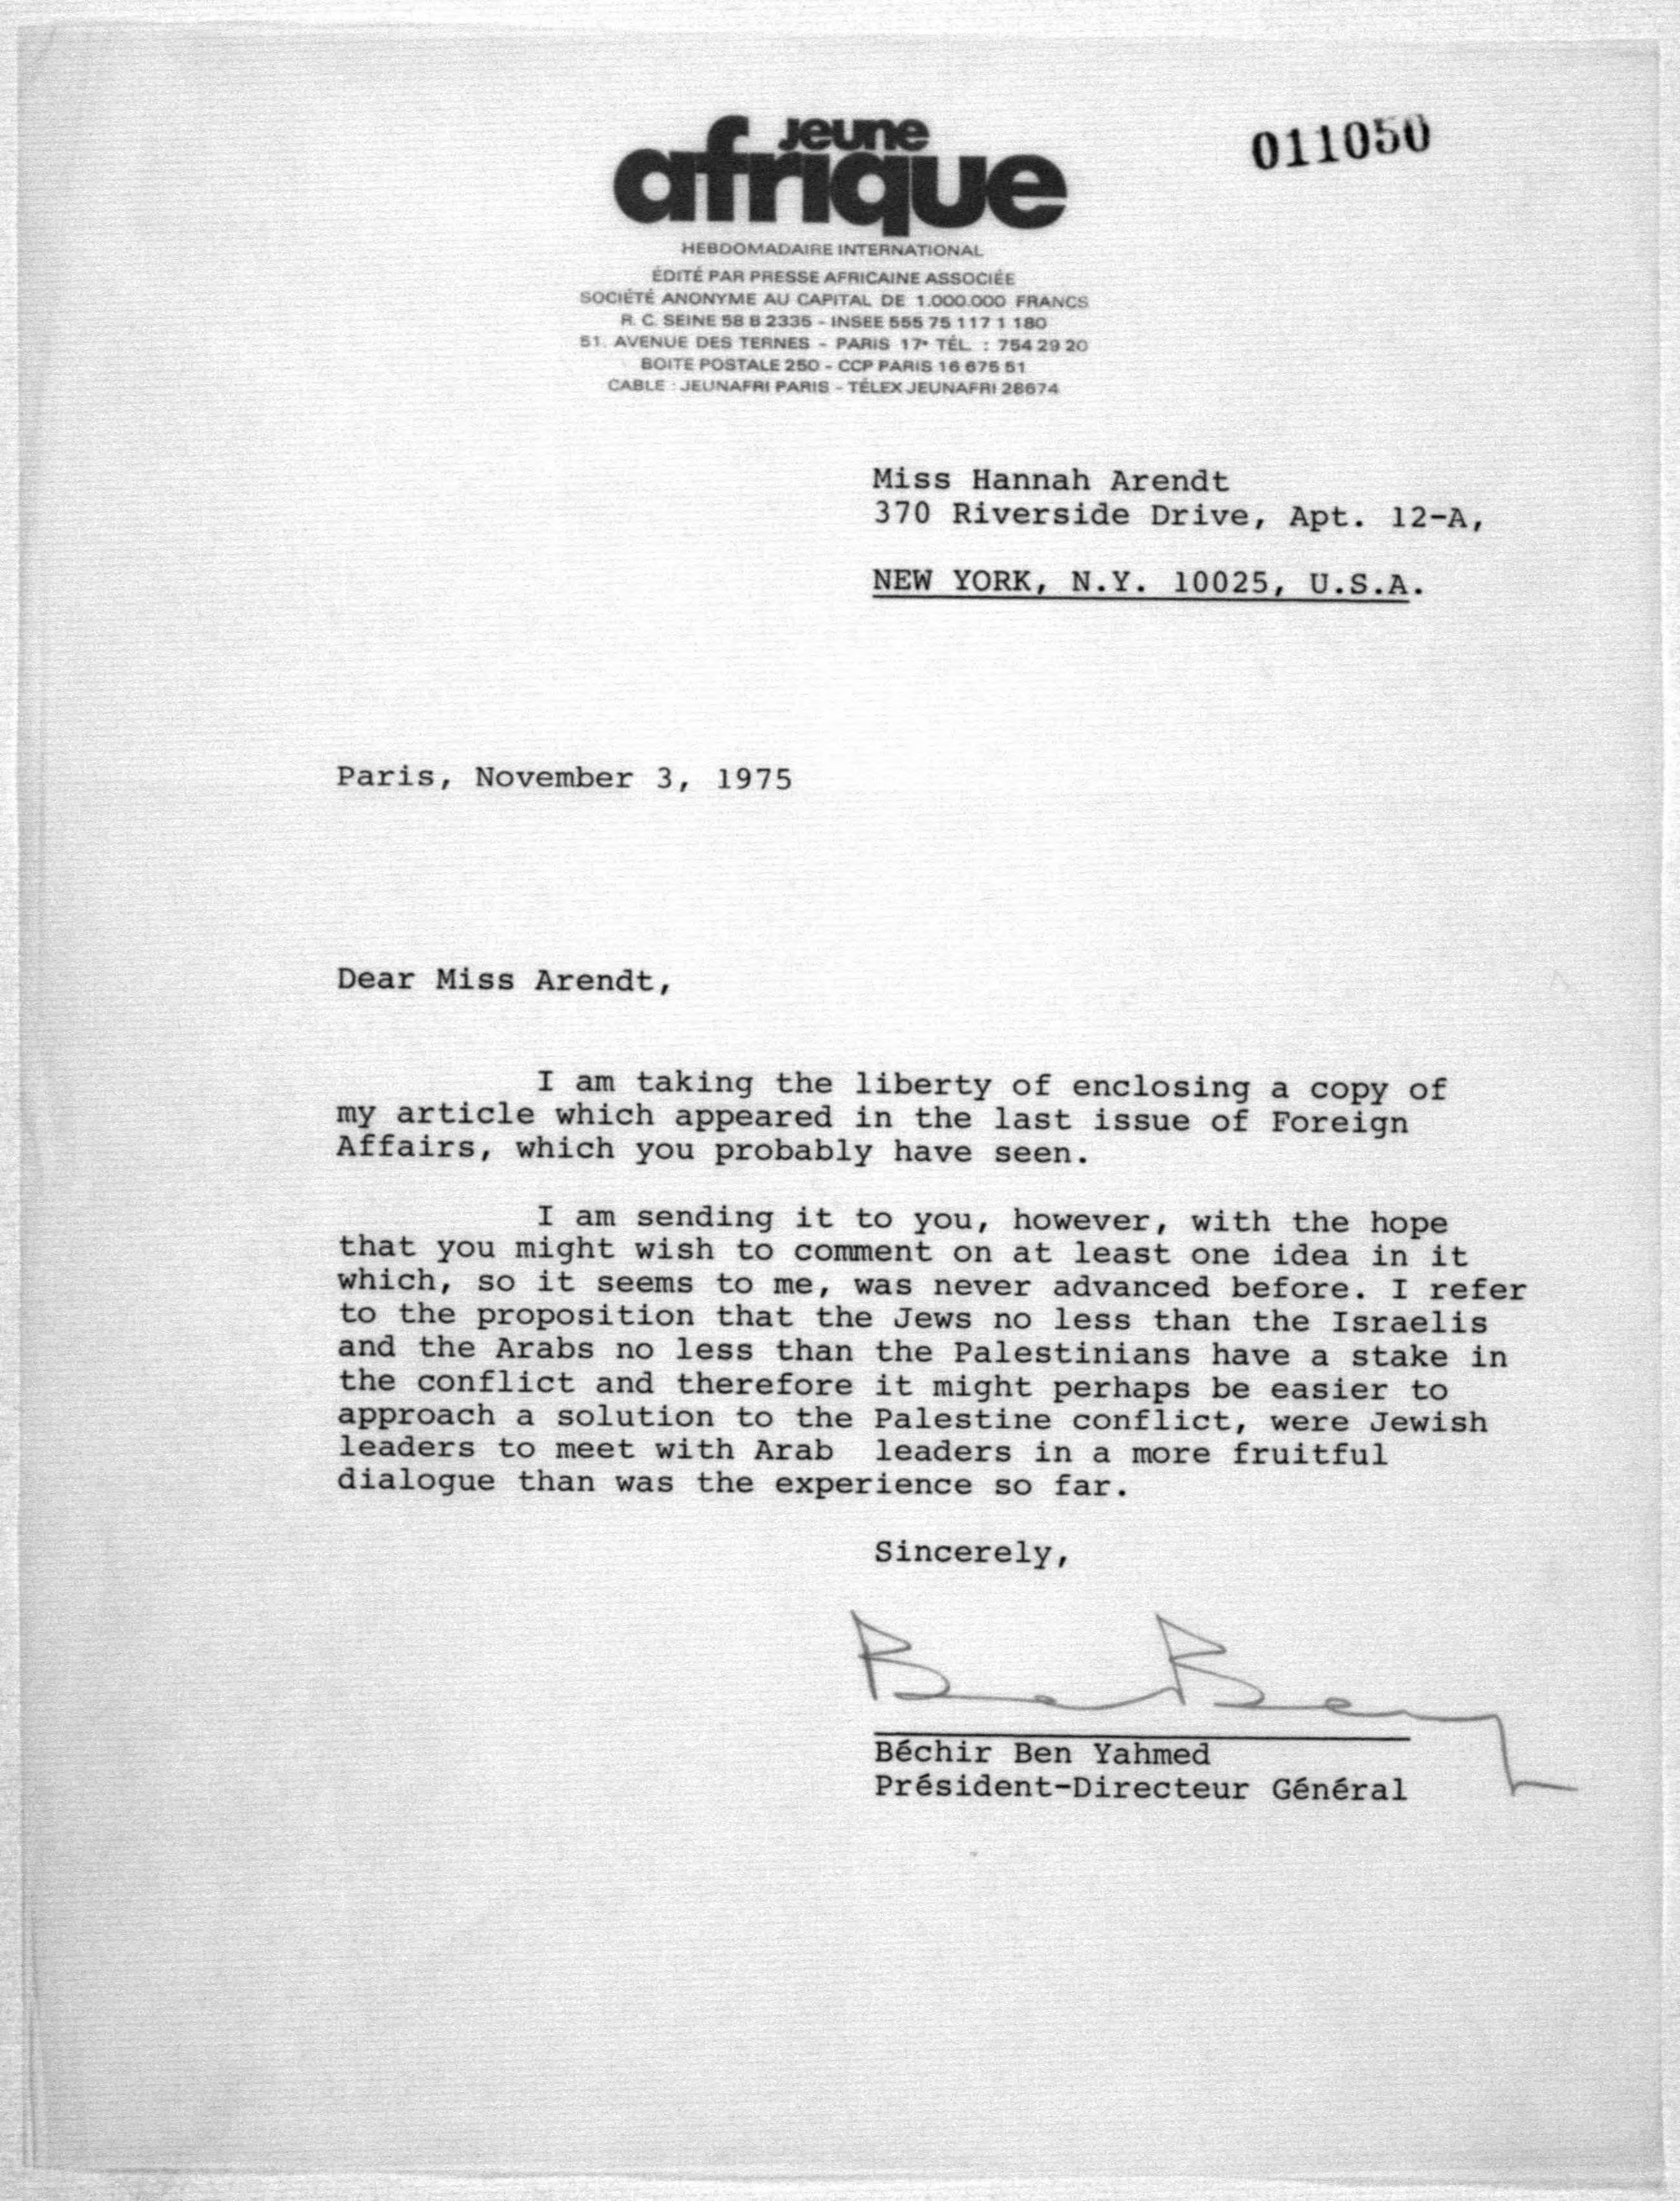 jeune
afrique
011050
HEBDOMADAIRE INTERNATIONAL
ÉDITÉ PAR PRESSE AFRICAINE ASSOCIÉE
SOCIÉTÉ ANONYME AU CAPITAL DE 1.000.000 FRANCS
R. C. SEINE 58 B 2335 - INSEE 555 75 117 1 180
51, AVENUE DES TERNES - PARIS 17e TÉL. : 754 29 20
BOITE POSTALE 250 - CCP PARIS 16 675 51
CABLE : JEUNAFRI PARIS - TÉLEX JEUNAFRI 28674
Miss Hannah Arendt
370 Riverside Drive, Apt. 12-A,
NEW YORK, N.Y. 10025, U.S.A.
Paris, November 3, 1975
Dear Miss Arendt,
I am taking the liberty of enclosing a copy of
my article which appeared in the last issue of Foreign
Affairs, which you probably have seen.
I am sending it to you, however, with the hope
that you might wish to comment on at least one idea in it
which, so it seems to me, was never advanced before. I refer
to the proposition that the Jews no less than the Israelis
and the Arabs no less than the Palestinians have a stake in
the conflict and therefore it might perhaps be easier to
approach a solution to the Palestine conflict, were Jewish
leaders to meet with Arab  leaders in a more fruitful
dialogue than was the experience so far.
Sincerely,
Béchir Ben Yahmed
Président-Directeur Général